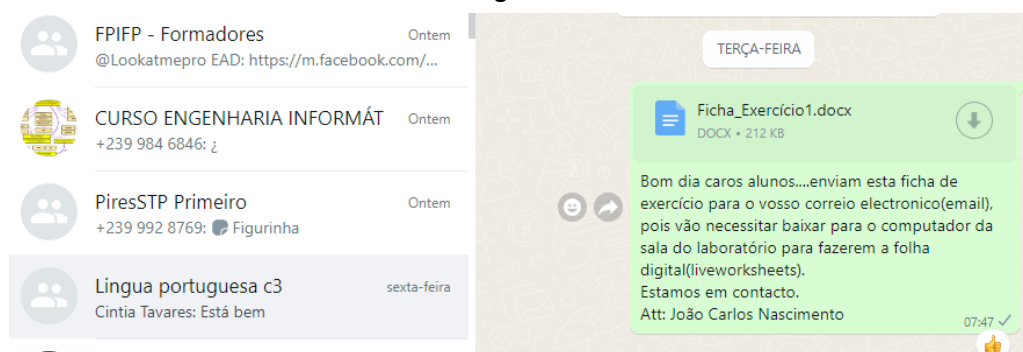 FPIFP - Formadores
Ontem
@Lookatmepro EAD: https://m.facebook.com/...
CURSO ENGENHARIA INFORMÁT
Ontem
+239 984 6846: ¿
PiresSTP Primeiro
Ontem
+239 992 8769: Figurinha
Lingua portuguesa c3
sexta-feira
Cintia Tavares: Está bem
TERÇA-FEIRA
Ficha_Exercício1.docx
DOCX • 212 KB
Bom dia caros alunos....enviam esta ficha de
exercício para o vosso correio electronico(email),
pois vão necessitar baixar para o computador da
sala do laboratório para fazerem a folha
digital(liveworksheets).
Estamos em contacto.
Att: João Carlos Nascimento
07:47